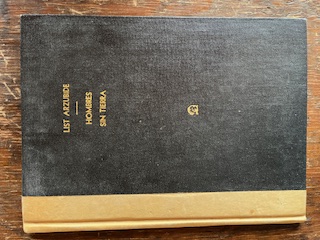 LIST ARZUBIDE
HOMBRES
SIN TIERRA